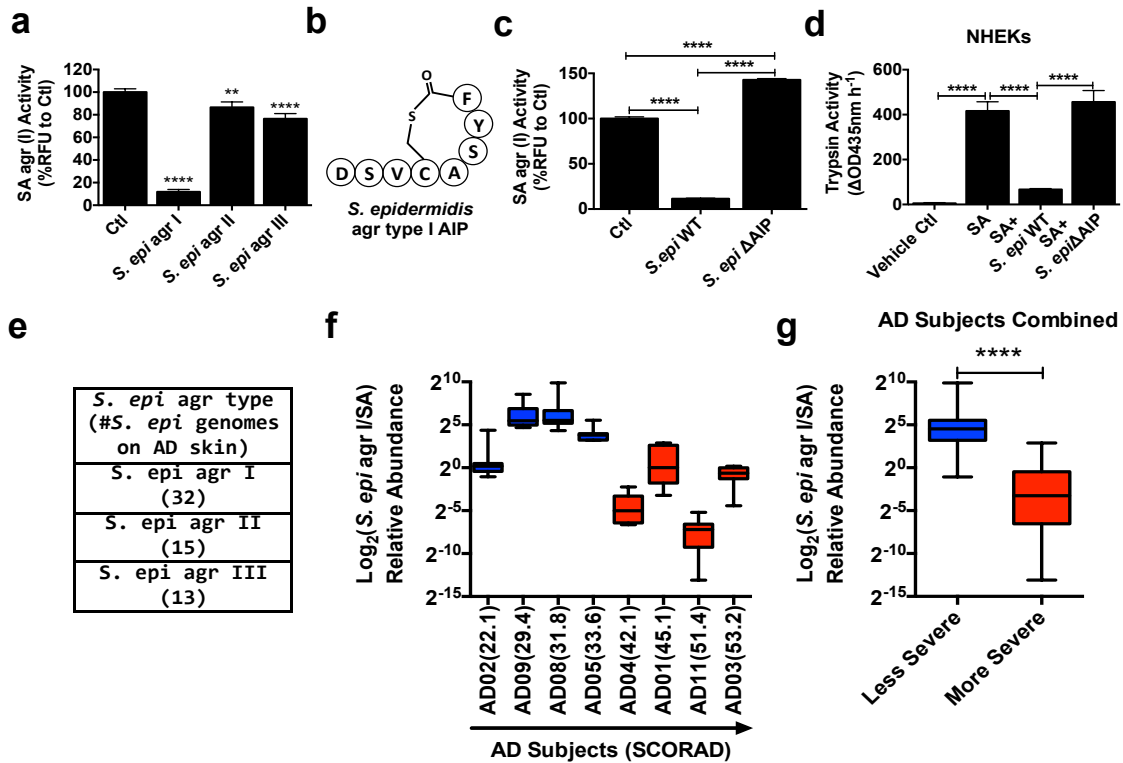 a
SA agr (I) Activity
(%RFU to Ctl)
120
100
80
60
40
20
0
****
**
****
Ctl
S. epi agr I
S. epi agr II
S. epi agr III
b
O
S
F
Y
S
A
C
V
S
D
S. epidermidis
agr type I AIP
c
SA agr (I) Activity
(%RFU to Ctl)
150
100
50
0
****
****
****
Ctl
S.epi WT
S. epi ΔAIP
d
NHEKs
Trypsin Activity
(ΔOD435nm h⁻¹)
600
400
200
0
****
****
****
Vehicle Ctl
SA
SA+
S. epi WT
SA+
S. epiΔAIP
e
S. epi agr type
(#S. epi genomes
on AD skin)
S. epi agr I
(32)
S. epi agr II
(15)
S. epi agr III
(13)
f
Log₂(S. epi agr I/SA)
Relative Abundance
2¹⁰
2⁵
2⁰
2⁻⁵
2⁻¹⁰
2⁻¹⁵
AD02(22.1)
AD09(29.4)
AD08(31.8)
AD05(33.6)
AD04(42.1)
AD01(45.1)
AD11(51.4)
AD03(53.2)
AD Subjects (SCORAD)
g
AD Subjects Combined
Log₂(S. epi agr I/SA)
Relative Abundance
2¹⁰
2⁵
2⁰
2⁻⁵
2⁻¹⁰
2⁻¹⁵
****
Less Severe
More Severe